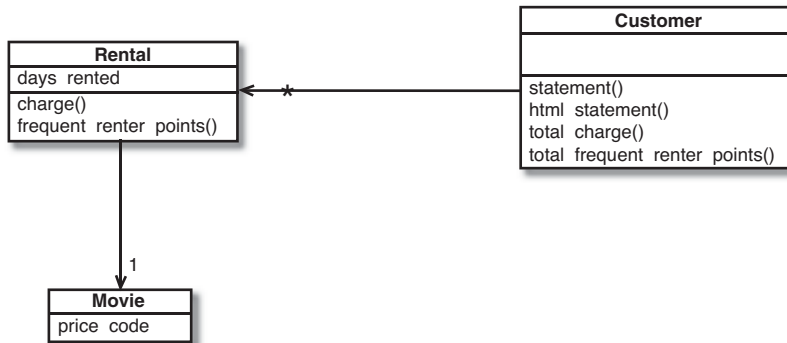 Customer
statement()
html statement()
total charge()
total frequent renter points()
Rental
days rented
charge()
frequent renter points()
*
1
Movie
price code